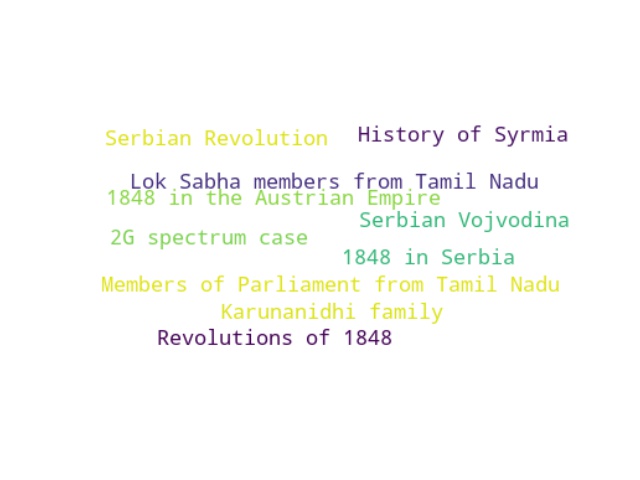 Serbian Revolution
History of Syrmia
Lok Sabha members from Tamil Nadu
1848 in the Austrian Empire
Serbian Vojvodina
2G spectrum case
1848 in Serbia
Members of Parliament from Tamil Nadu
Karunanidhi family
Revolutions of 1848